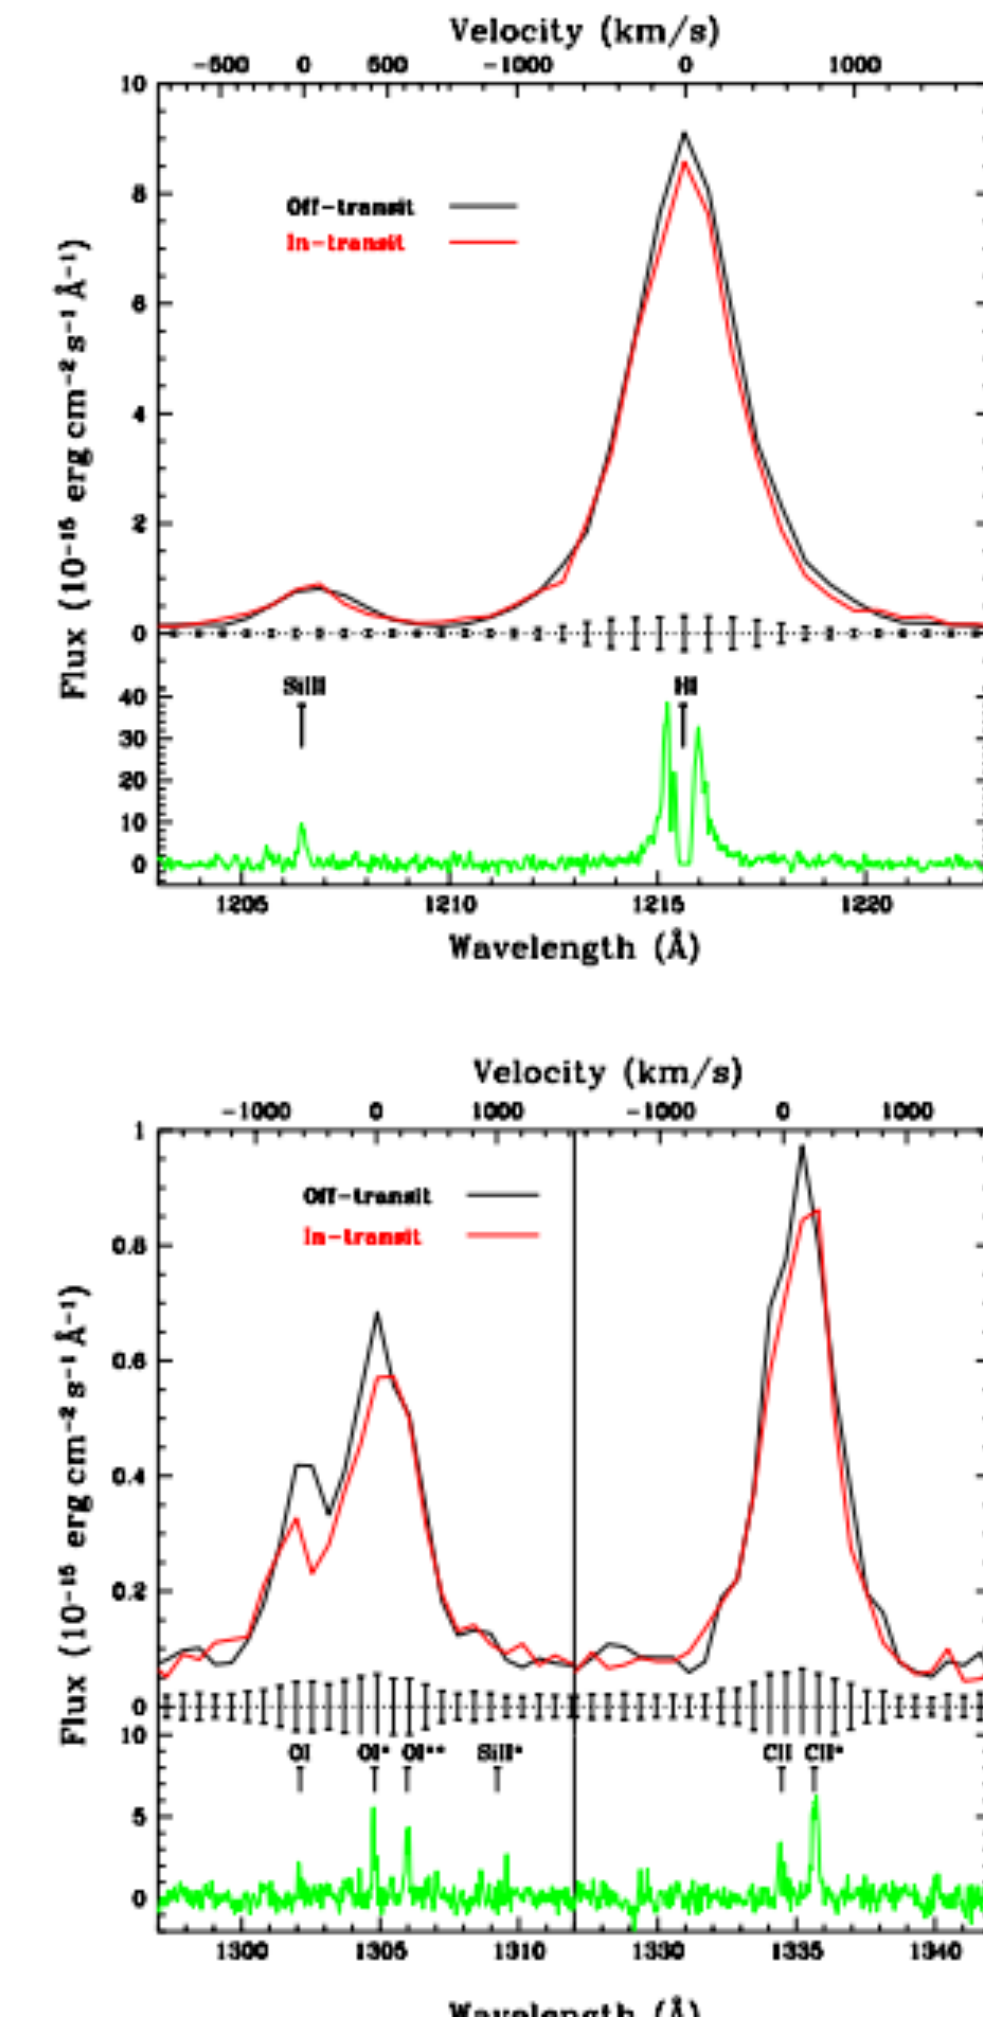 Velocity (km/s)
-500 0 500 -1000 0 1000
10
8
6
4
2
0
Off-transit
In-transit
Flux (10⁻¹⁵ erg cm⁻² s⁻¹ Å⁻¹)
SiIII HI
40
30
20
10
0
1205 1210 1215 1220
Wavelength (Å)
Velocity (km/s)
-1000 0 1000 -1000 0 1000
1
0.8
0.6
0.4
0.2
0
Off-transit
In-transit
Flux (10⁻¹⁵ erg cm⁻² s⁻¹ Å⁻¹)
OI OI* OI** SiII* CII CII*
10
5
0
1300 1305 1310 1330 1335 1340
Wavelength (Å)